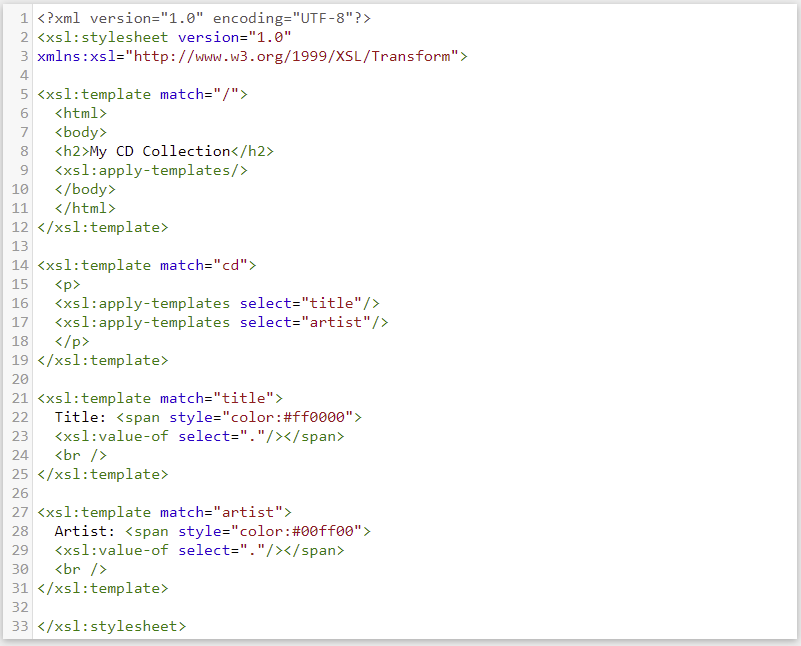 1 <?xml version="1.0" encoding="UTF-8"?>
2 <xsl:stylesheet version="1.0"
3 xmlns:xsl="http://www.w3.org/1999/XSL/Transform">
4
5 <xsl:template match="/">
6   <html>
7   <body>
8   <h2>My CD Collection</h2>
9   <xsl:apply-templates/>
10   </body>
11   </html>
12 </xsl:template>
13
14 <xsl:template match="cd">
15   <p>
16   <xsl:apply-templates select="title"/>
17   <xsl:apply-templates select="artist"/>
18   </p>
19 </xsl:template>
20
21 <xsl:template match="title">
22   Title: <span style="color:#ff0000">
23   <xsl:value-of select="."/></span>
24   <br />
25 </xsl:template>
26
27 <xsl:template match="artist">
28   Artist: <span style="color:#00ff00">
29   <xsl:value-of select="."/></span>
30   <br />
31 </xsl:template>
32
33 </xsl:stylesheet>